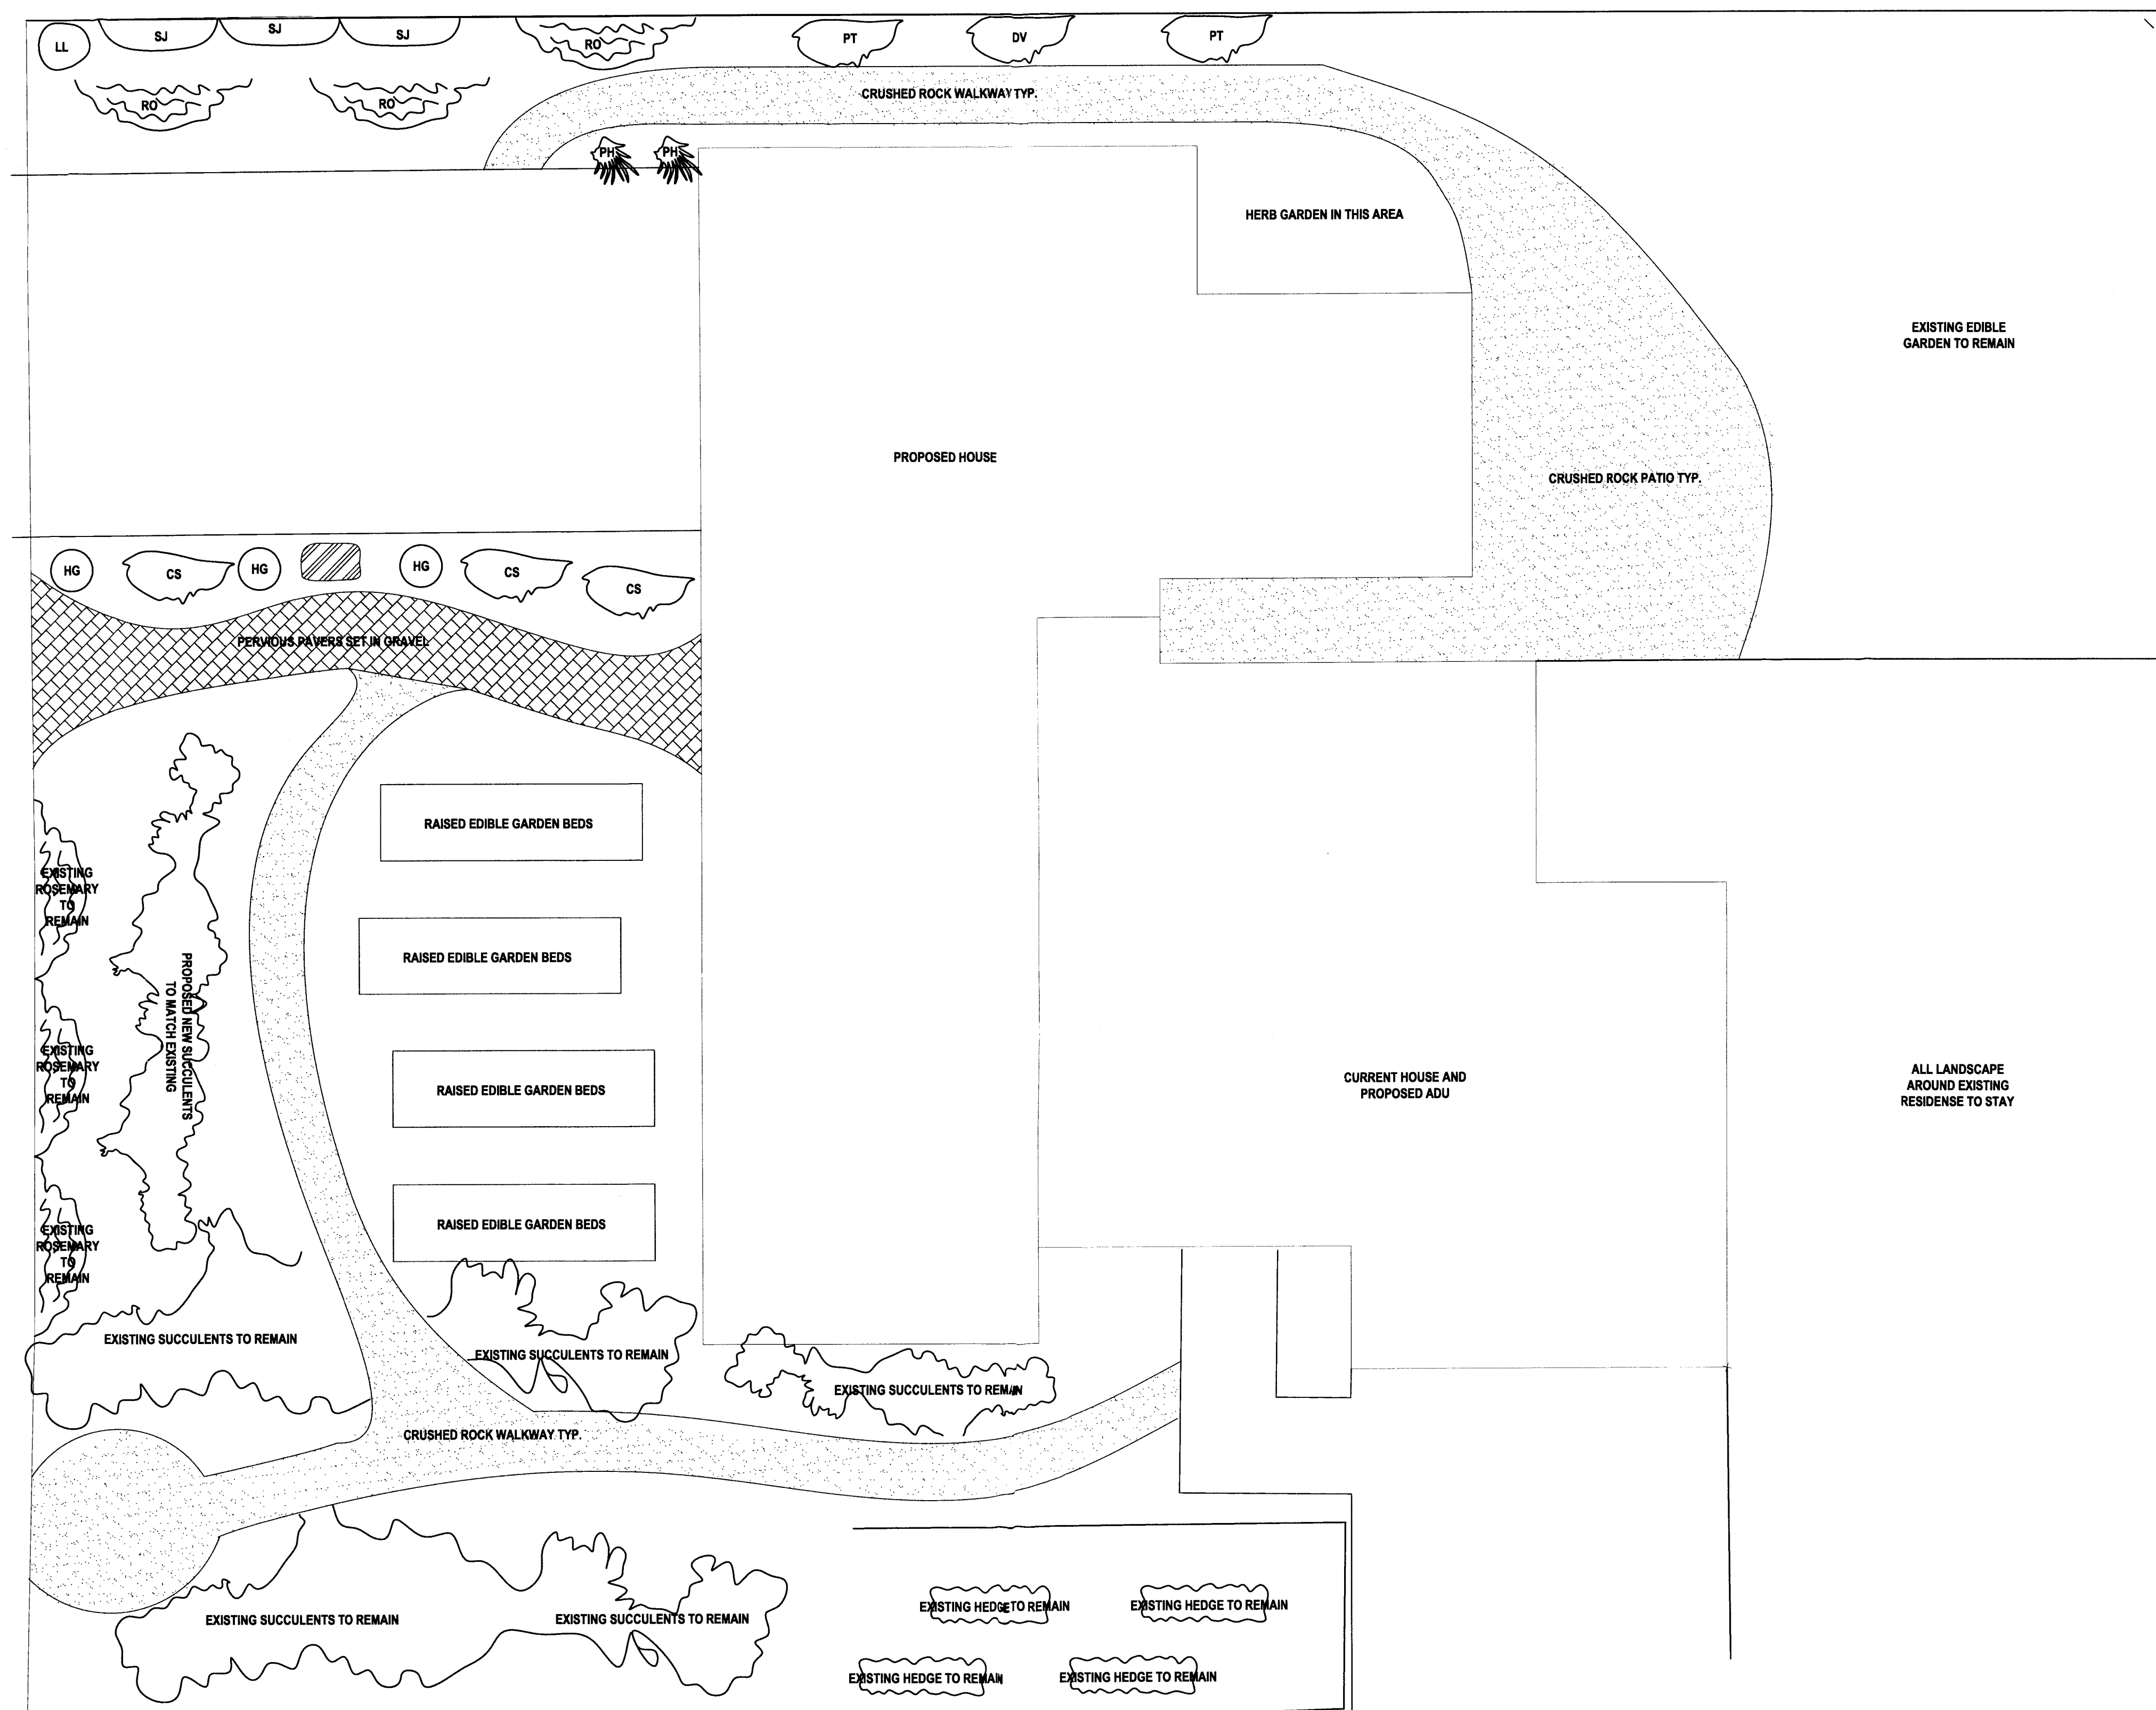 LL
SJ
SJ
SJ
RO
PT
DV
PT
RO
RO
CRUSHED ROCK WALKWAY TYP.
PH
PH
HERB GARDEN IN THIS AREA
EXISTING EDIBLE
GARDEN TO REMAIN
PROPOSED HOUSE
CRUSHED ROCK PATIO TYP.
HG
CS
HG
HG
CS
CS
PERVIOUS PAVERS SET IN GRAVEL
RAISED EDIBLE GARDEN BEDS
EXISTING
ROSEMARY
TO
REMAIN
RAISED EDIBLE GARDEN BEDS
PROPOSED NEW SUCCULENTS
TO MATCH EXISTING
EXISTING
ROSEMARY
TO
REMAIN
RAISED EDIBLE GARDEN BEDS
CURRENT HOUSE AND
PROPOSED ADU
ALL LANDSCAPE
AROUND EXISTING
RESIDENSE TO STAY
RAISED EDIBLE GARDEN BEDS
EXISTING
ROSEMARY
TO
REMAIN
EXISTING SUCCULENTS TO REMAIN
EXISTING SUCCULENTS TO REMAIN
EXISTING SUCCULENTS TO REMAIN
CRUSHED ROCK WALKWAY TYP.
EXISTING SUCCULENTS TO REMAIN
EXISTING SUCCULENTS TO REMAIN
EXISTING HEDGE TO REMAIN
EXISTING HEDGE TO REMAIN
EXISTING HEDGE TO REMAIN
EXISTING HEDGE TO REMAIN